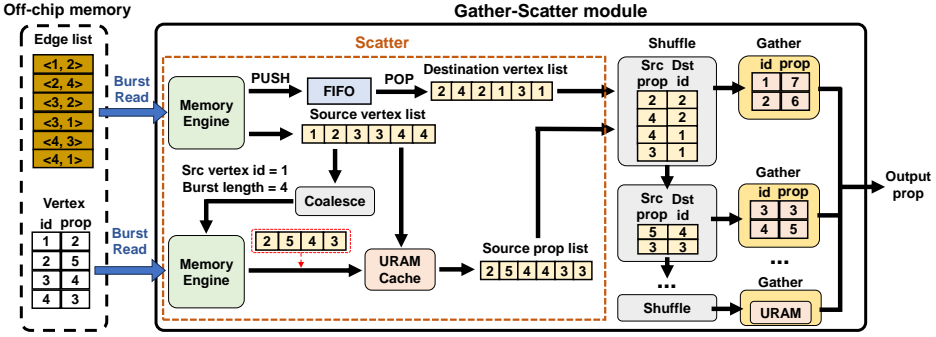 Off-chip memory
Edge list
<1, 2>
<2, 4>
<3, 2>
<3, 1>
<4, 3>
<4, 1>
Vertex
id prop
1 2
2 5
3 4
4 3
Burst
Read
Burst
Read
Gather-Scatter module
Scatter
Memory
Engine
PUSH
FIFO
POP
Destination vertex list
2 4 2 1 3 1
Source vertex list
1 2 3 3 4 4
Src vertex id = 1
Burst length = 4
Coalesce
Memory
Engine
2 5 4 3
URAM
Cache
Source prop list
2 5 4 4 3 3
Shuffle
Src Dst
prop id
2 2
4 2
4 1
3 1
Src Dst
prop id
5 4
3 3
...
Shuffle
Gather
id prop
1 7
2 6
Gather
id prop
3 3
4 5
...
Gather
URAM
Output
prop